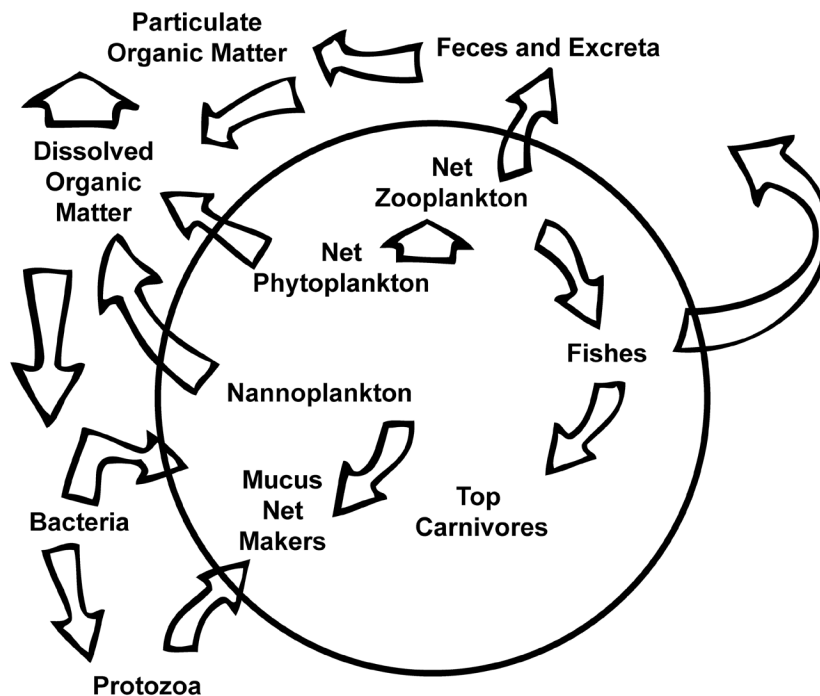 Particulate
Organic Matter
Feces and Excreta
Dissolved
Organic
Matter
Net
Zooplankton
Net
Phytoplankton
Fishes
Nannoplankton
Mucus
Net
Makers
Top
Carnivores
Bacteria
Protozoa